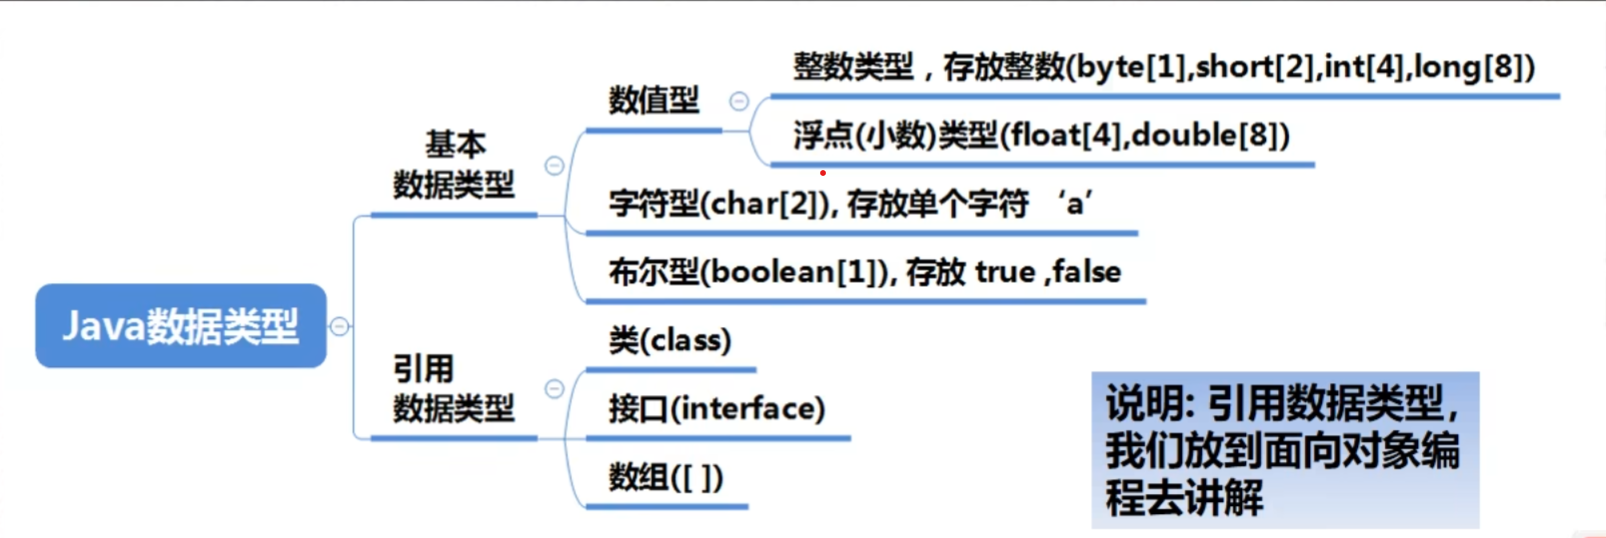 整数类型，存放整数(byte[1],short[2],int[4],long[8])
数值型
浮点(小数)类型(float[4],double[8])
基本
数据类型
字符型(char[2]), 存放单个字符 ‘a’
布尔型(boolean[1]), 存放 true ,false
Java数据类型
类(class)
引用
数据类型
接口(interface)
数组([ ])
说明: 引用数据类型，
我们放到面向对象编
程去讲解